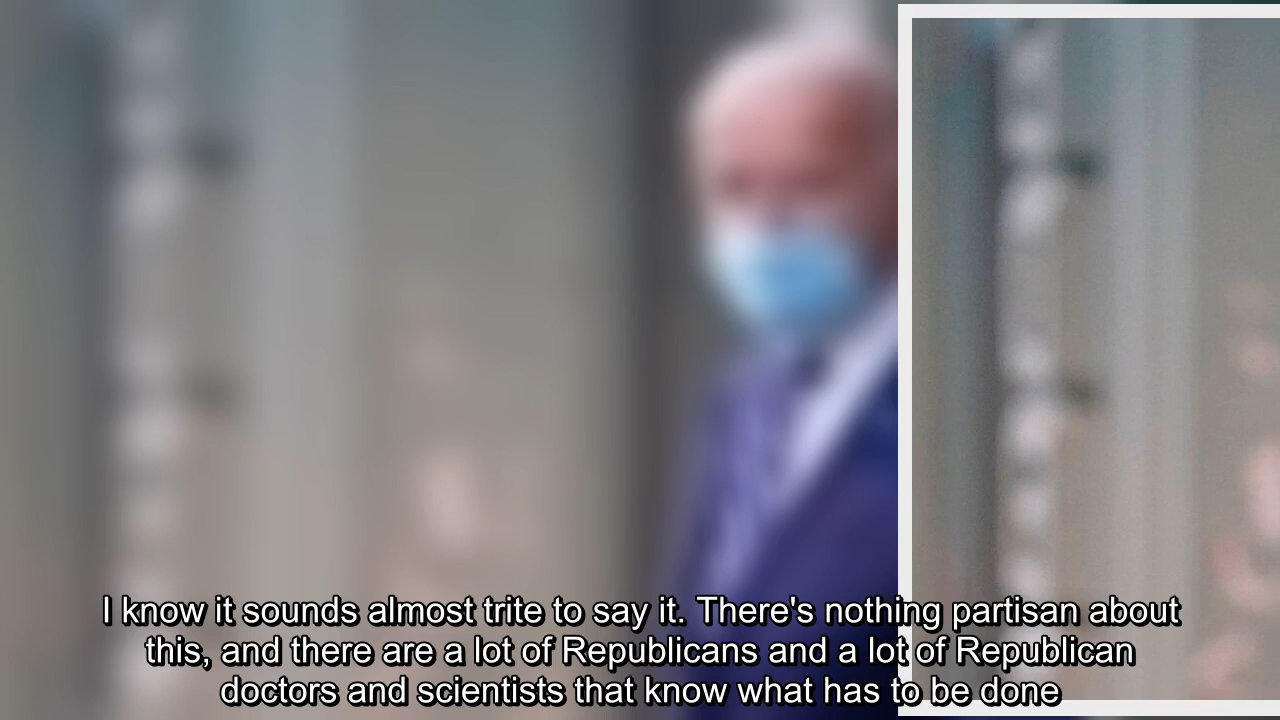 I know it sounds almost trite to say it. There's nothing partisan about
this, and there are a lot of Republicans and a lot of Republican
doctors and scientists that know what has to be done